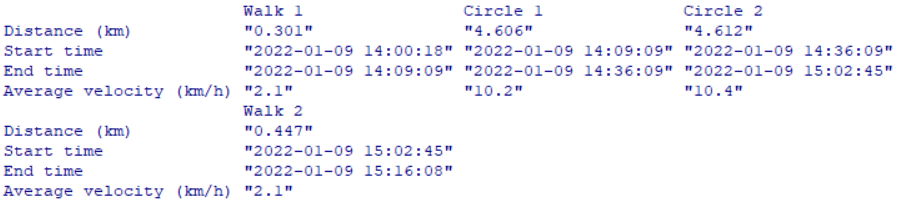 Walk 1                Circle 1              Circle 2
Distance (km)            "0.301"               "4.606"               "4.612"
Start time               "2022-01-09 14:00:18" "2022-01-09 14:09:09" "2022-01-09 14:36:09"
End time                 "2022-01-09 14:09:09" "2022-01-09 14:36:09" "2022-01-09 15:02:45"
Average velocity (km/h) "2.1"                 "10.2"                "10.4"
                         Walk 2
Distance (km)            "0.447"
Start time               "2022-01-09 15:02:45"
End time                 "2022-01-09 15:16:08"
Average velocity (km/h) "2.1"